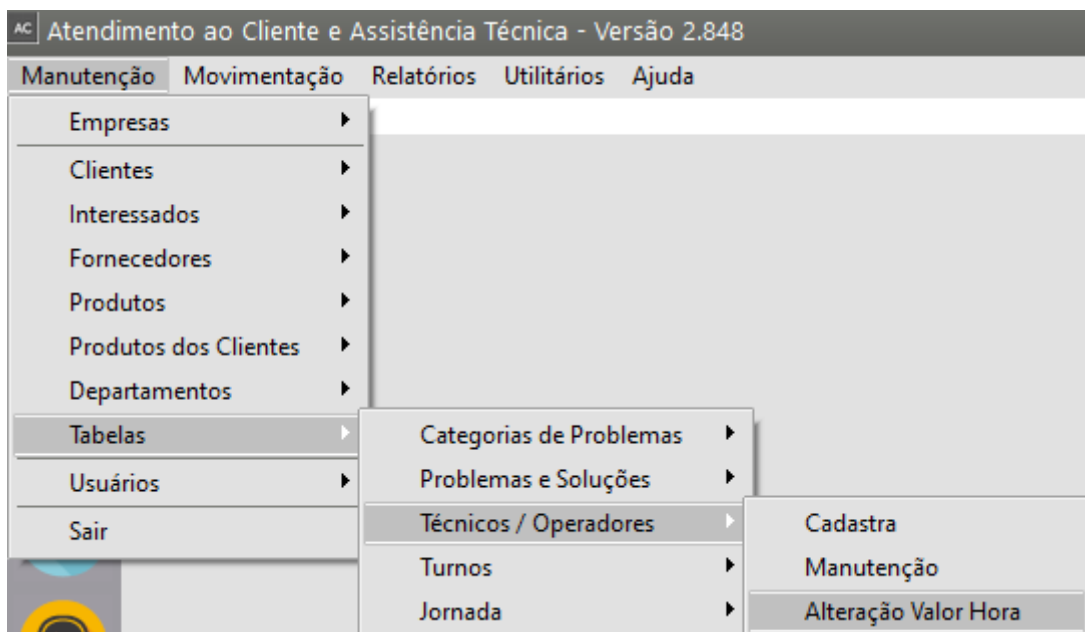 AC Atendimento ao Cliente e Assistência Técnica - Versão 2.848
Manutenção Movimentação Relatórios Utilitários Ajuda
Empresas
Clientes
Interessados
Fornecedores
Produtos
Produtos dos Clientes
Departamentos
Tabelas
Usuários
Sair
Categorias de Problemas
Problemas e Soluções
Técnicos / Operadores
Turnos
Jornada
Cadastra
Manutenção
Alteração Valor Hora